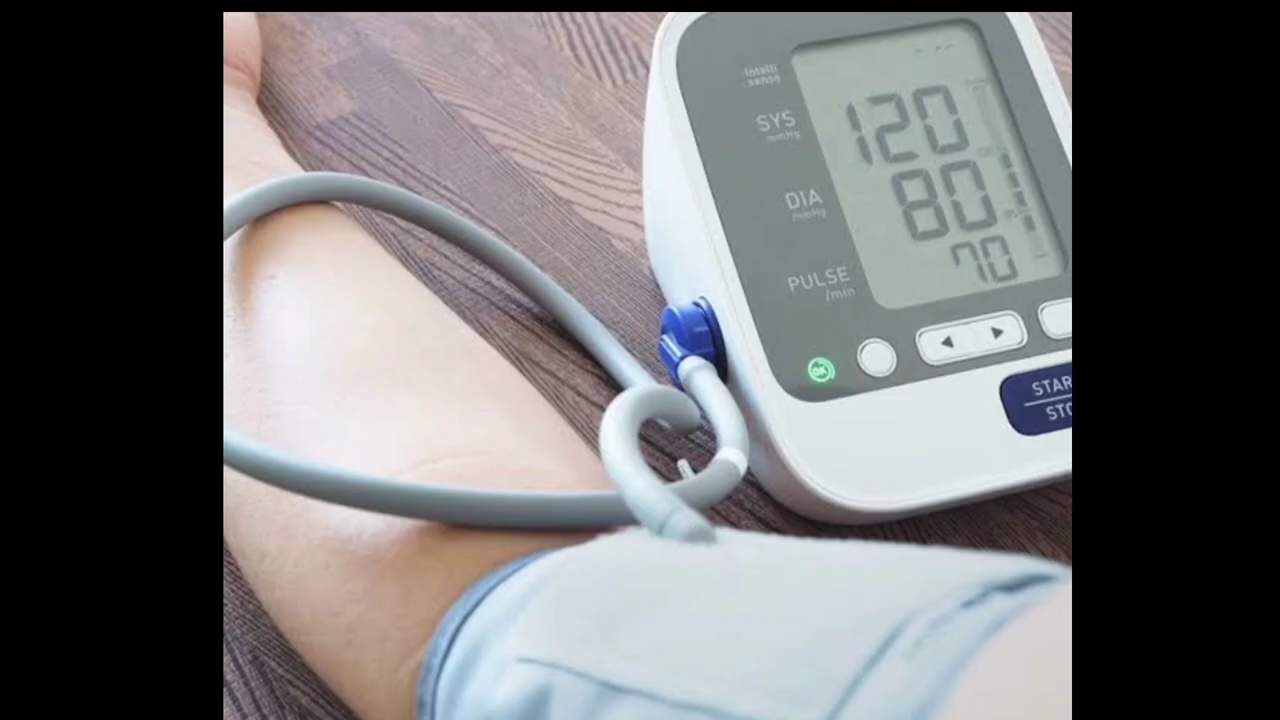 Intelli
sense
SYS
mmHg
120
DIA
mmHg
80
PULSE
/min
70
OK
STAR
STO